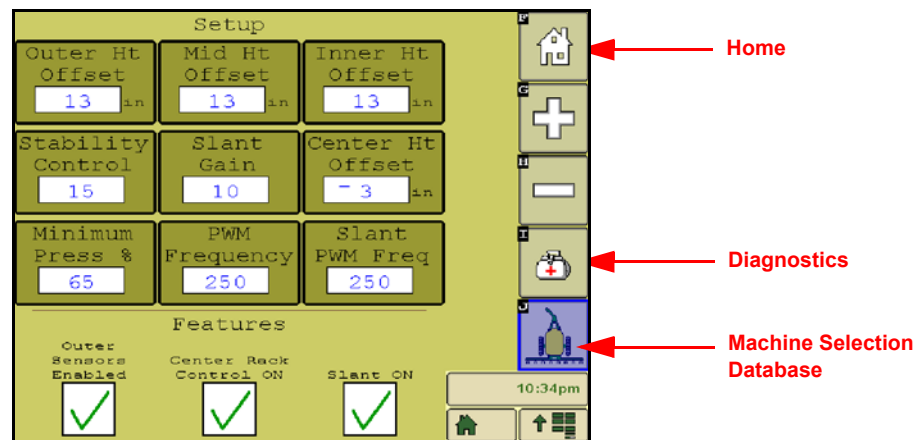 Setup
Outer Ht Offset
13 in
Mid Ht Offset
13 in
Inner Ht Offset
13 in
Stability Control
15
Slant Gain
10
Center Ht Offset
- 3 in
Minimum Press %
65
PWM Frequency
250
Slant PWM Freq
250
Features
Outer Sensors Enabled
Center Rack Control ON
Slant ON
F
G
H
I
J
10:34pm
Home
Diagnostics
Machine Selection
Database